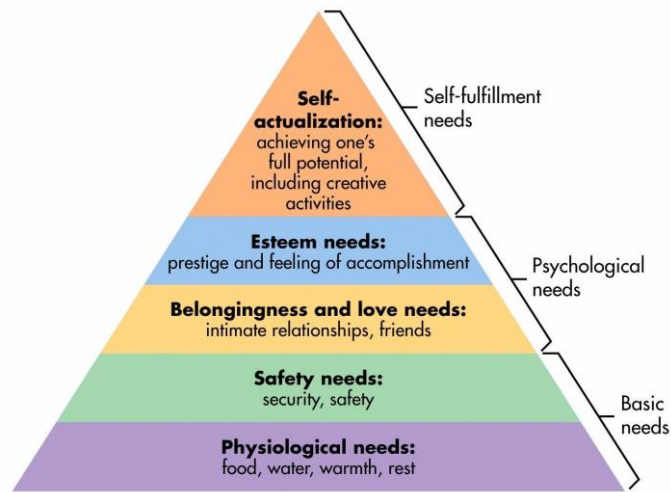 Self-
actualization:
achieving one's
full potential,
including creative
activities
Self-fulfillment
needs
Esteem needs:
prestige and feeling of accomplishment
Belongingness and love needs:
intimate relationships, friends
Psychological
needs
Safety needs:
security, safety
Physiological needs:
food, water, warmth, rest
Basic
needs